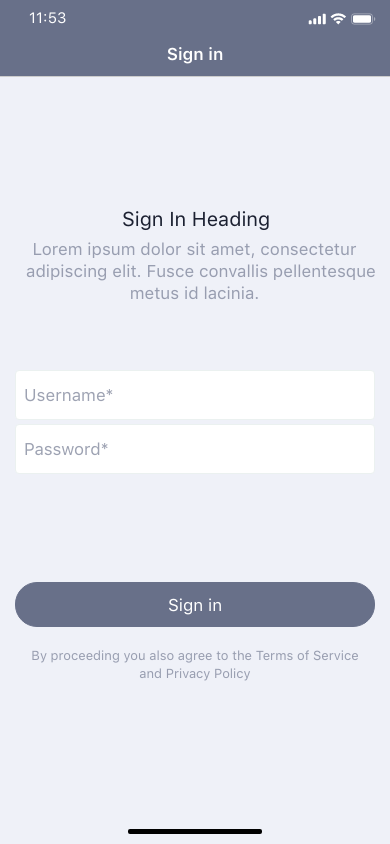 11:53
Sign in
Sign In Heading
Lorem ipsum dolor sit amet, consectetur
adipiscing elit. Fusce convallis pellentesque
metus id lacinia.
Username*
Password*
Sign in
By proceeding you also agree to the Terms of Service
and Privacy Policy